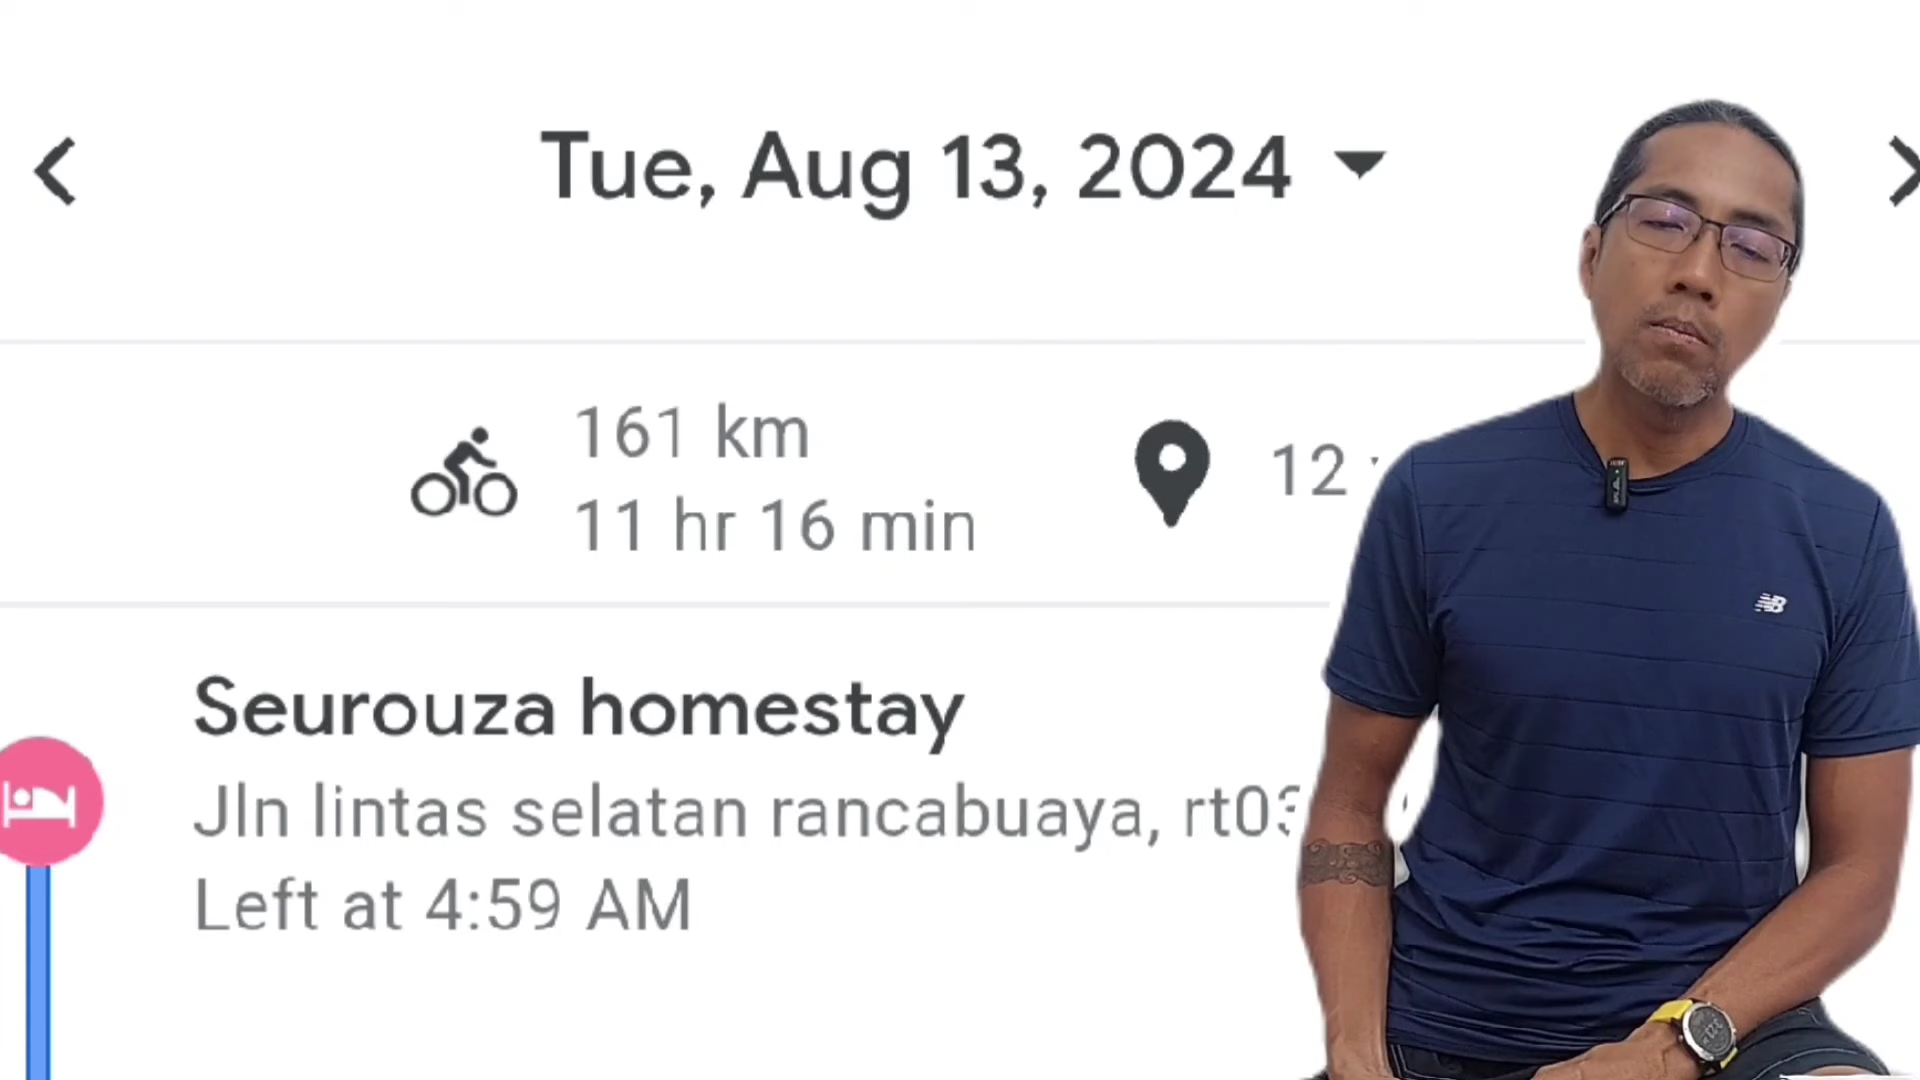 Tue, Aug 13, 2024
161 km
11 hr 16 min
12
Seurouza homestay
Jln lintas selatan rancabuaya,
Left at 4:59 AM
NB